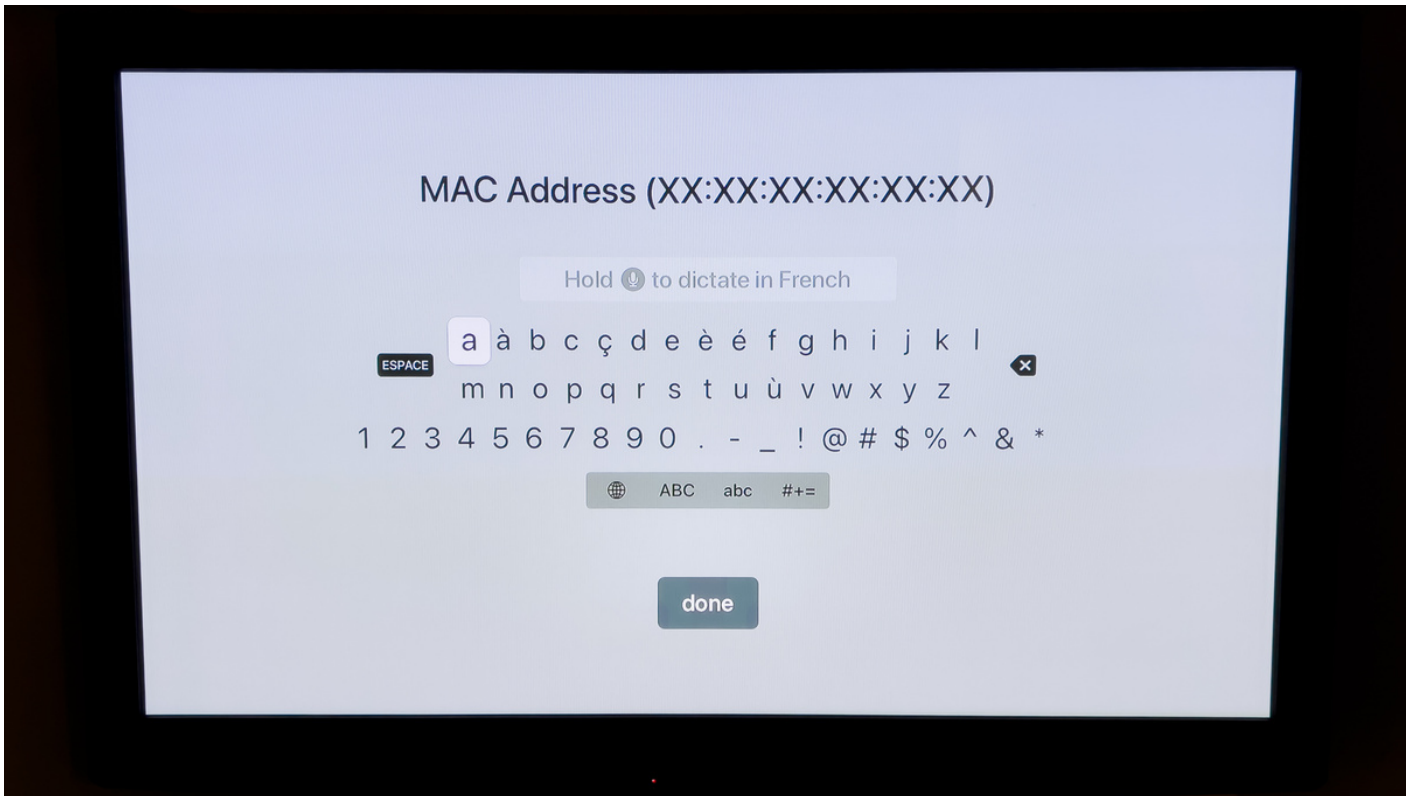 MAC Address (XX:XX:XX:XX:XX:XX)
Hold to dictate in French
a à b c ç d e è é f g h i j k l
ESPACE
m n o p q r s t u ù v w x y z
1 2 3 4 5 6 7 8 9 0 . - _ ! @ # $ % ^ & *
ABC abc #+=
done